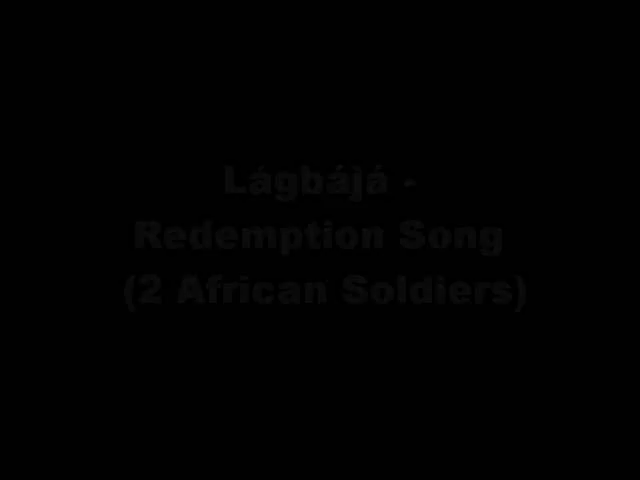 Lágbájá -
Redemption Song
(2 African Soldiers)